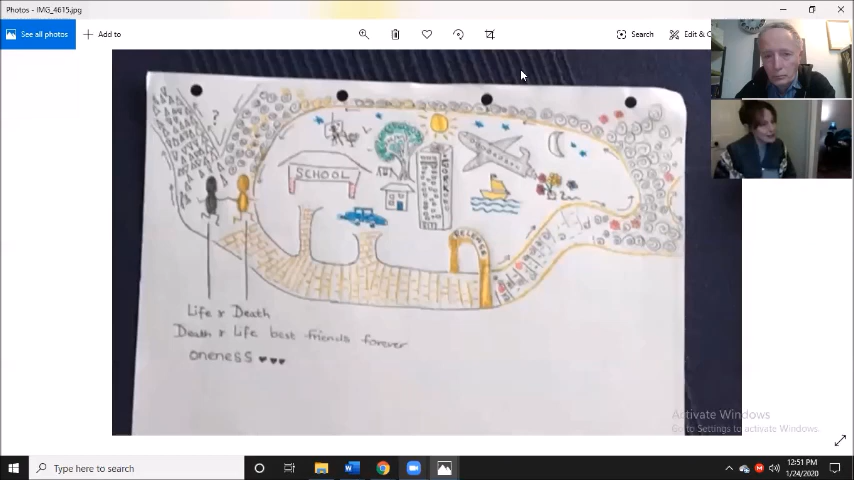 Photos - IMG_4615.jpg
See all photos
Add to
Search
Edit & C
?
SCHOOL
Life & Death
Death & Life best friends forever
oneness ♥♥♥
Activate Windows
Go to Settings to activate Windows.
Type here to search
12:51 PM
1/24/2020